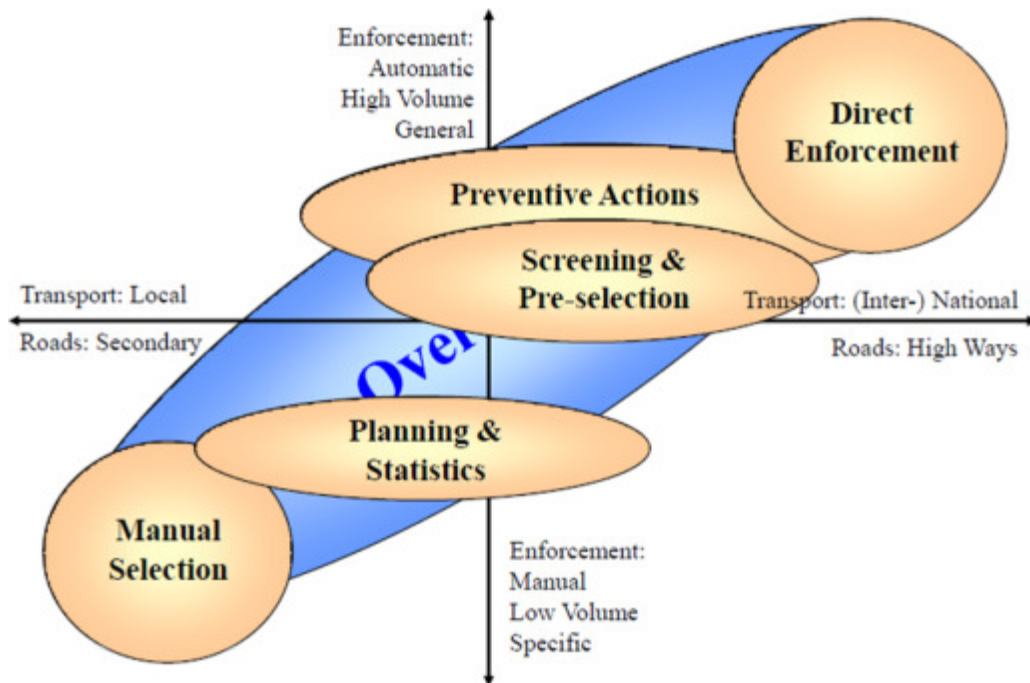 Enforcement:
Automatic
High Volume
General
Direct
Enforcement
Preventive Actions
Screening &
Pre-selection
Transport: Local
Transport: (Inter-) National
Roads: Secondary
Roads: High Ways
Over
Planning &
Statistics
Manual
Selection
Enforcement:
Manual
Low Volume
Specific